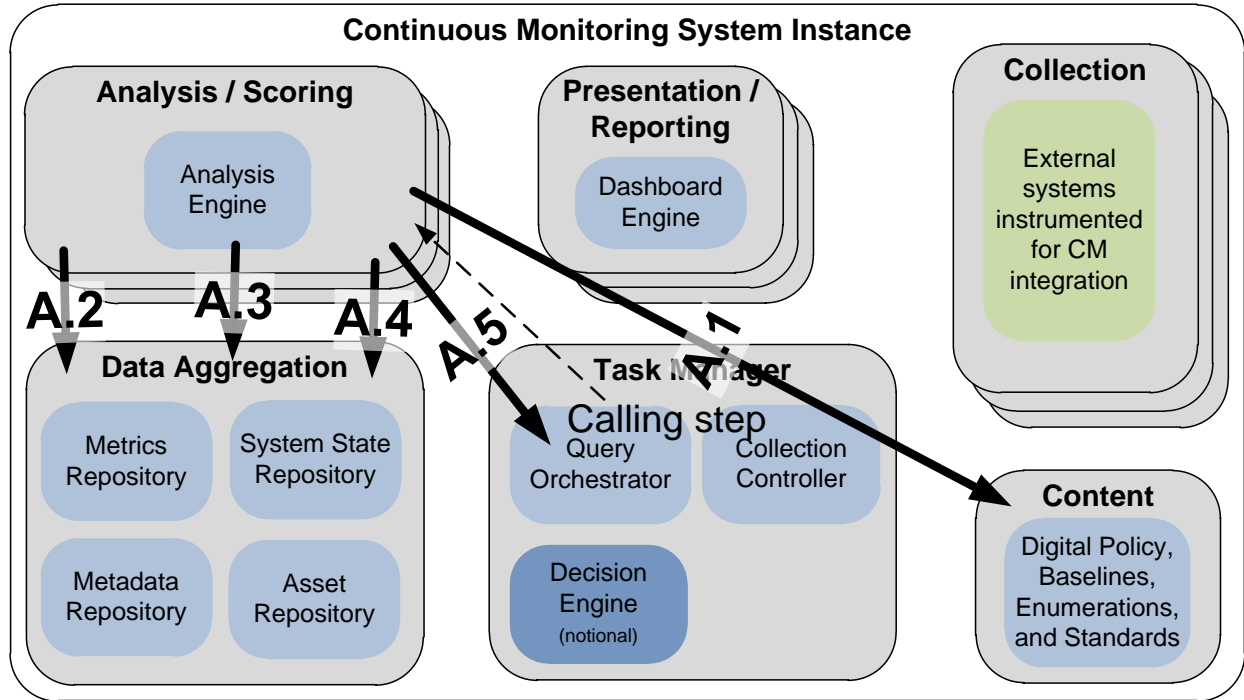 Continuous Monitoring System Instance
Analysis / Scoring
Analysis
Engine
Presentation /
Reporting
Dashboard
Engine
Collection
External
systems
instrumented
for CM
integration
A.2
A.3
A.4
A.5
A.1
Data Aggregation
Metrics
Repository
System State
Repository
Metadata
Repository
Asset
Repository
Task Manager
Calling step
Query
Orchestrator
Collection
Controller
Decision
Engine
(notional)
Content
Digital Policy,
Baselines,
Enumerations,
and Standards